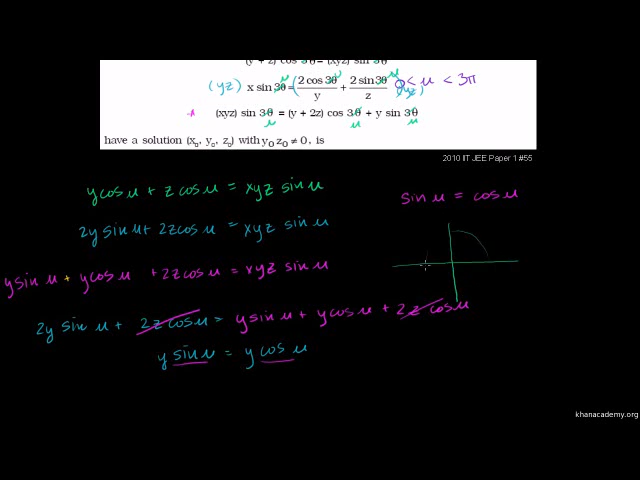 (y + z) cos 3θ = (xyz) sin 3θ
(yz) x sin 3θ = (2 cos 3θ / y + 2 sin 3θ / z) (yz) 0 < u < 3π
* (xyz) sin 3θ = (y + 2z) cos 3θ + y sin 3θ
u u u
have a solution (x₀, y₀, z₀) with y₀ z₀ ≠ 0, is
2010 IIT JEE Paper 1 #55
y cos u + z cos u = xyz sin u
sin u = cos u
2y sin u + 2z cos u = xyz sin u
y sin u + y cos u + 2z cos u = xyz sin u
2y sin u + 2z cos u = y sin u + y cos u + 2z cos u
y sin u = y cos u
khanacademy.org